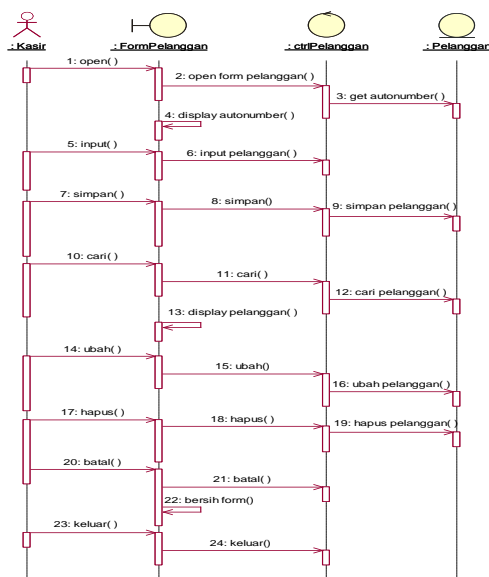 : Kasir
: FormPelanggan
: ctrlPelanggan
: Pelanggan
1: open( )
2: open form pelanggan( )
3: get autonumber( )
4: display autonumber( )
5: input( )
6: input pelanggan( )
7: simpan( )
8: simpan()
9: simpan pelanggan( )
10: cari( )
11: cari( )
12: cari pelanggan( )
13: display pelanggan( )
14: ubah( )
15: ubah()
16: ubah pelanggan( )
17: hapus( )
18: hapus( )
19: hapus pelanggan( )
20: batal( )
21: batal( )
22: bersih form()
23: keluar( )
24: keluar()